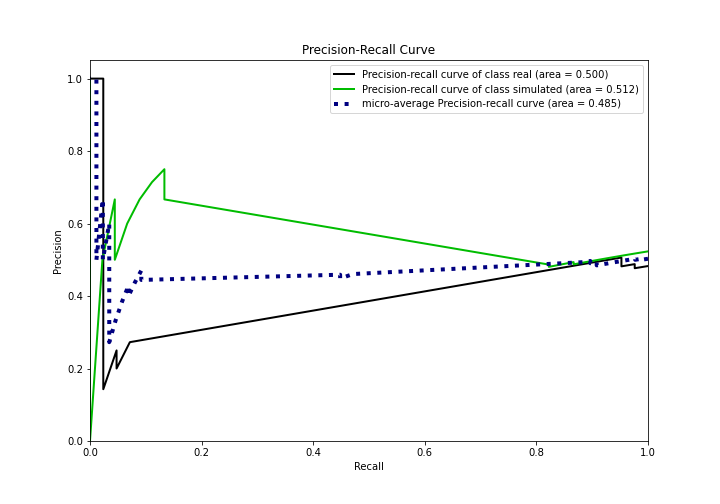 Precision-Recall Curve
Precision-recall curve of class real (area = 0.500)
Precision-recall curve of class simulated (area = 0.512)
micro-average Precision-recall curve (area = 0.485)
Precision
1.0
0.8
0.6
0.4
0.2
0.0
0.0 0.2 0.4 0.6 0.8 1.0
Recall